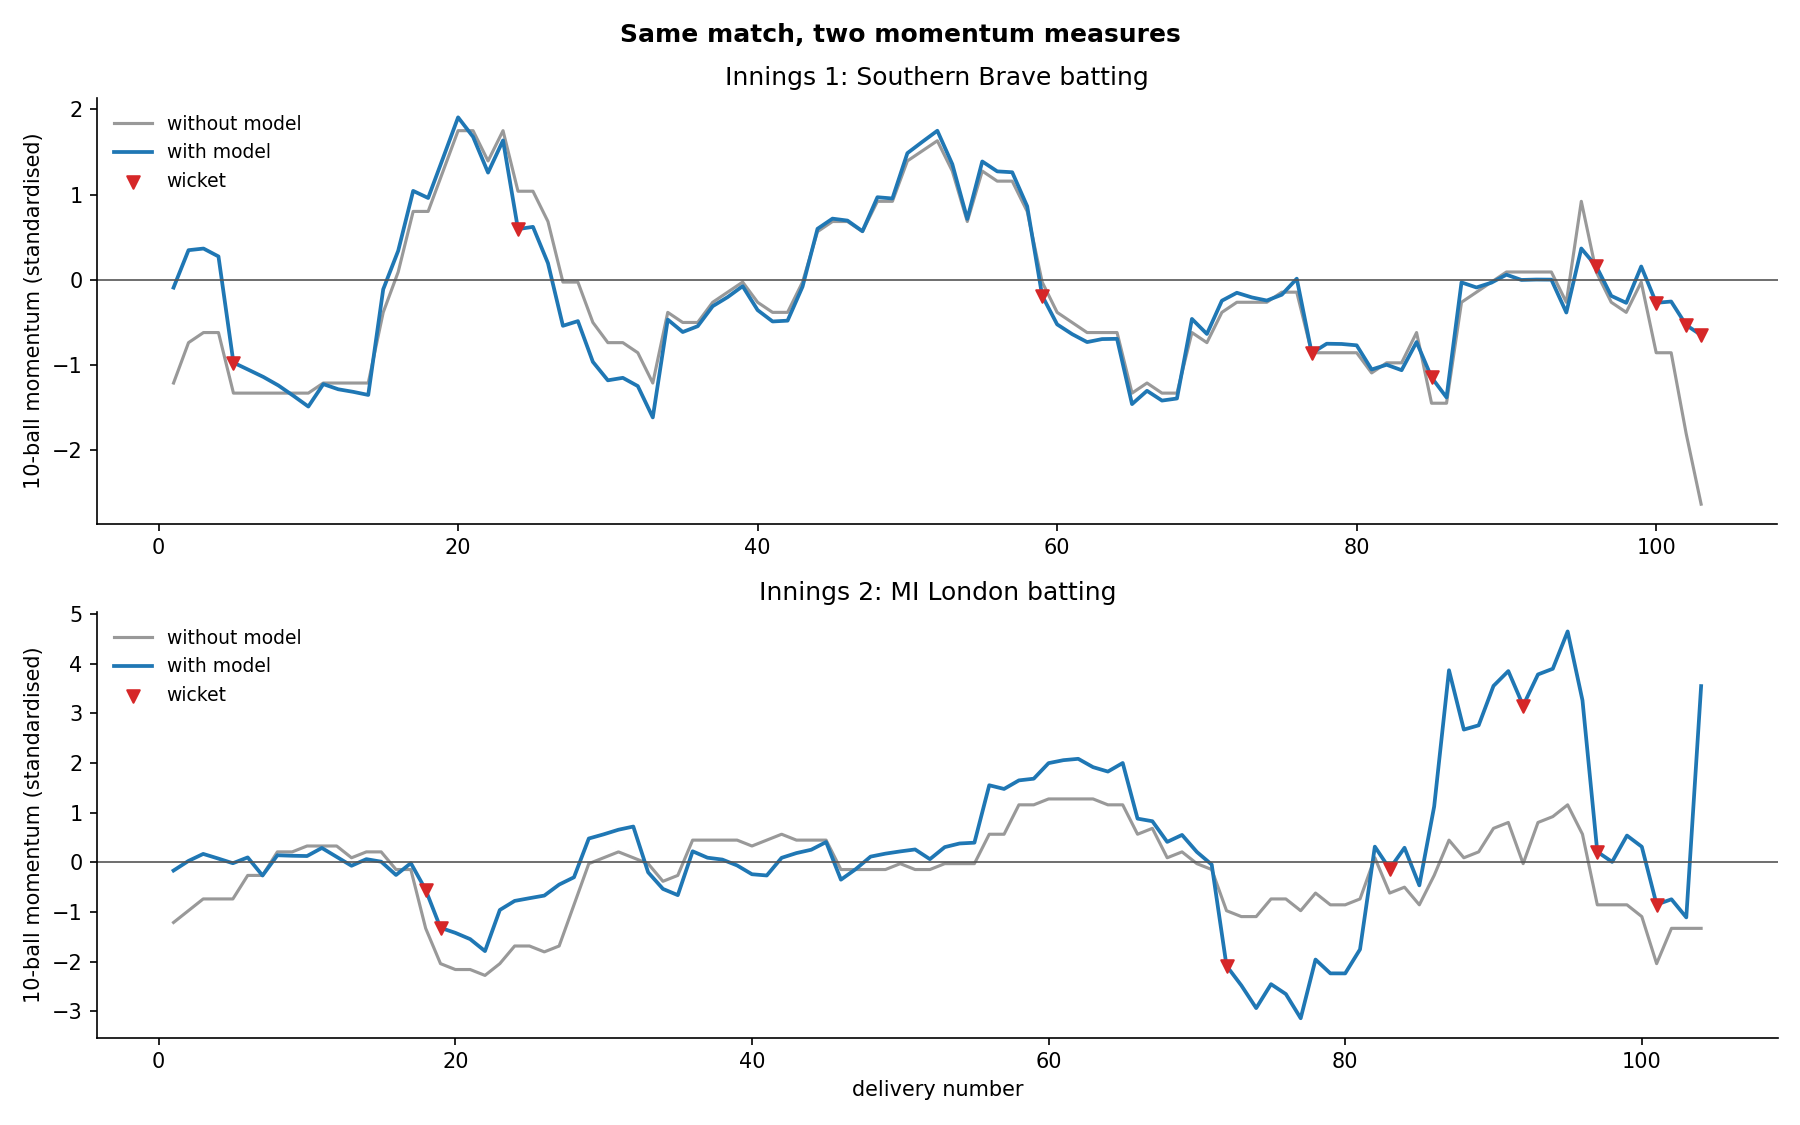 Same match, two momentum measures
Innings 1: Southern Brave batting
10-ball momentum (standardised)
2
1
0
−1
−2
without model
with model
wicket
0 20 40 60 80 100
Innings 2: MI London batting
10-ball momentum (standardised)
5
4
3
2
1
0
−1
−2
−3
without model
with model
wicket
0 20 40 60 80 100
delivery number